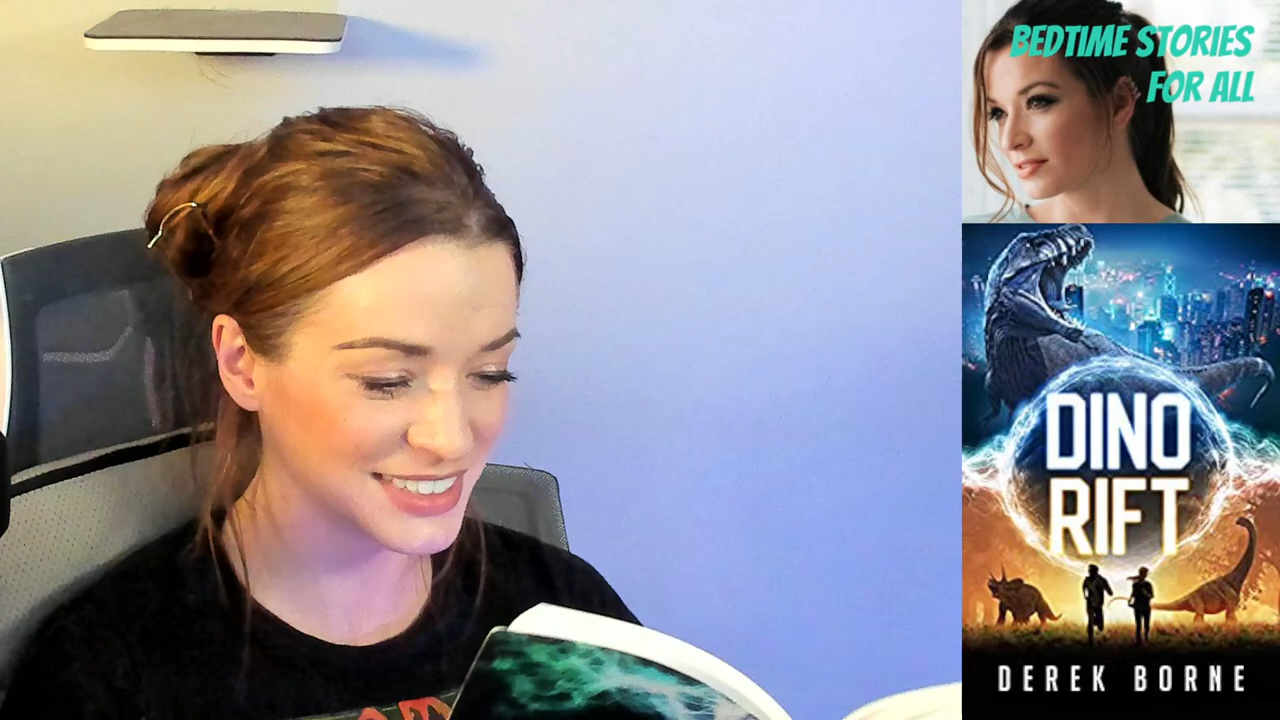 BEDTIME STORIES
FOR ALL
DINO
RIFT
DEREK BORNE